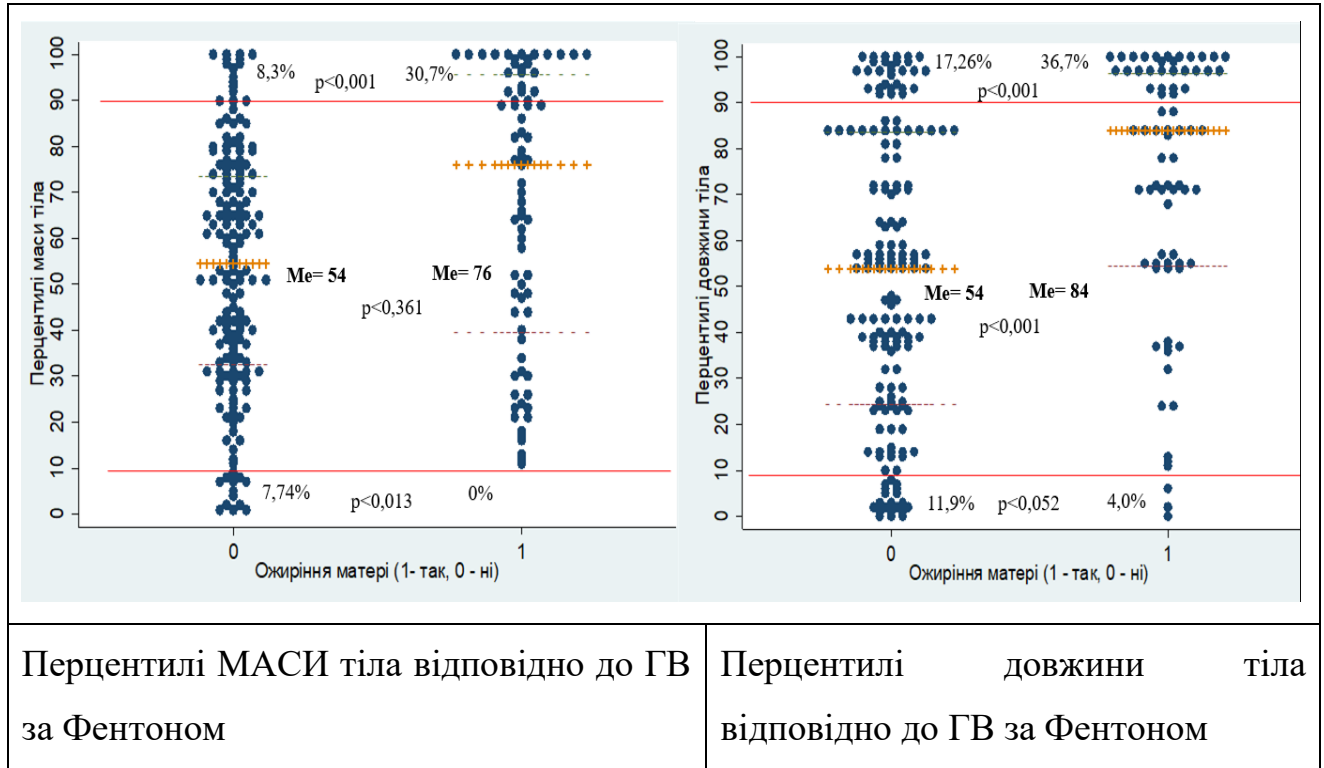 Перцентилі маси тіла
100
90
80
70
60
50
40
30
20
10
0
8,3%
p<0,001
30,7%
Me= 54
Me= 76
p<0,361
7,74%
p<0,013
0%
0
1
Ожиріння матері (1- так, 0 - ні)
Перцентилі довжини тіла
100
90
80
70
60
50
40
30
20
10
0
17,26%
36,7%
p<0,001
Me= 54
Me= 84
p<0,001
11,9%
p<0,052
4,0%
0
1
Ожиріння матері (1 - так, 0 - ні)
Перцентилі МАСИ тіла відповідно до ГВ
за Фентоном
Перцентилі довжини тіла
відповідно до ГВ за Фентоном